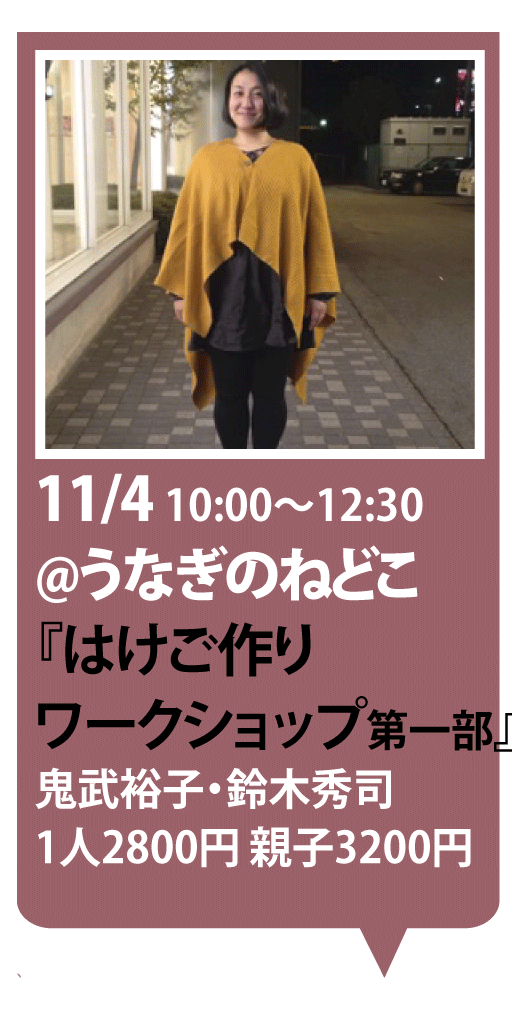 11/4 10:00～12:30
@うなぎのねどこ
『はけご作り
ワークショップ第一部』
鬼武裕子・鈴木秀司
1人2800円 親子3200円
、